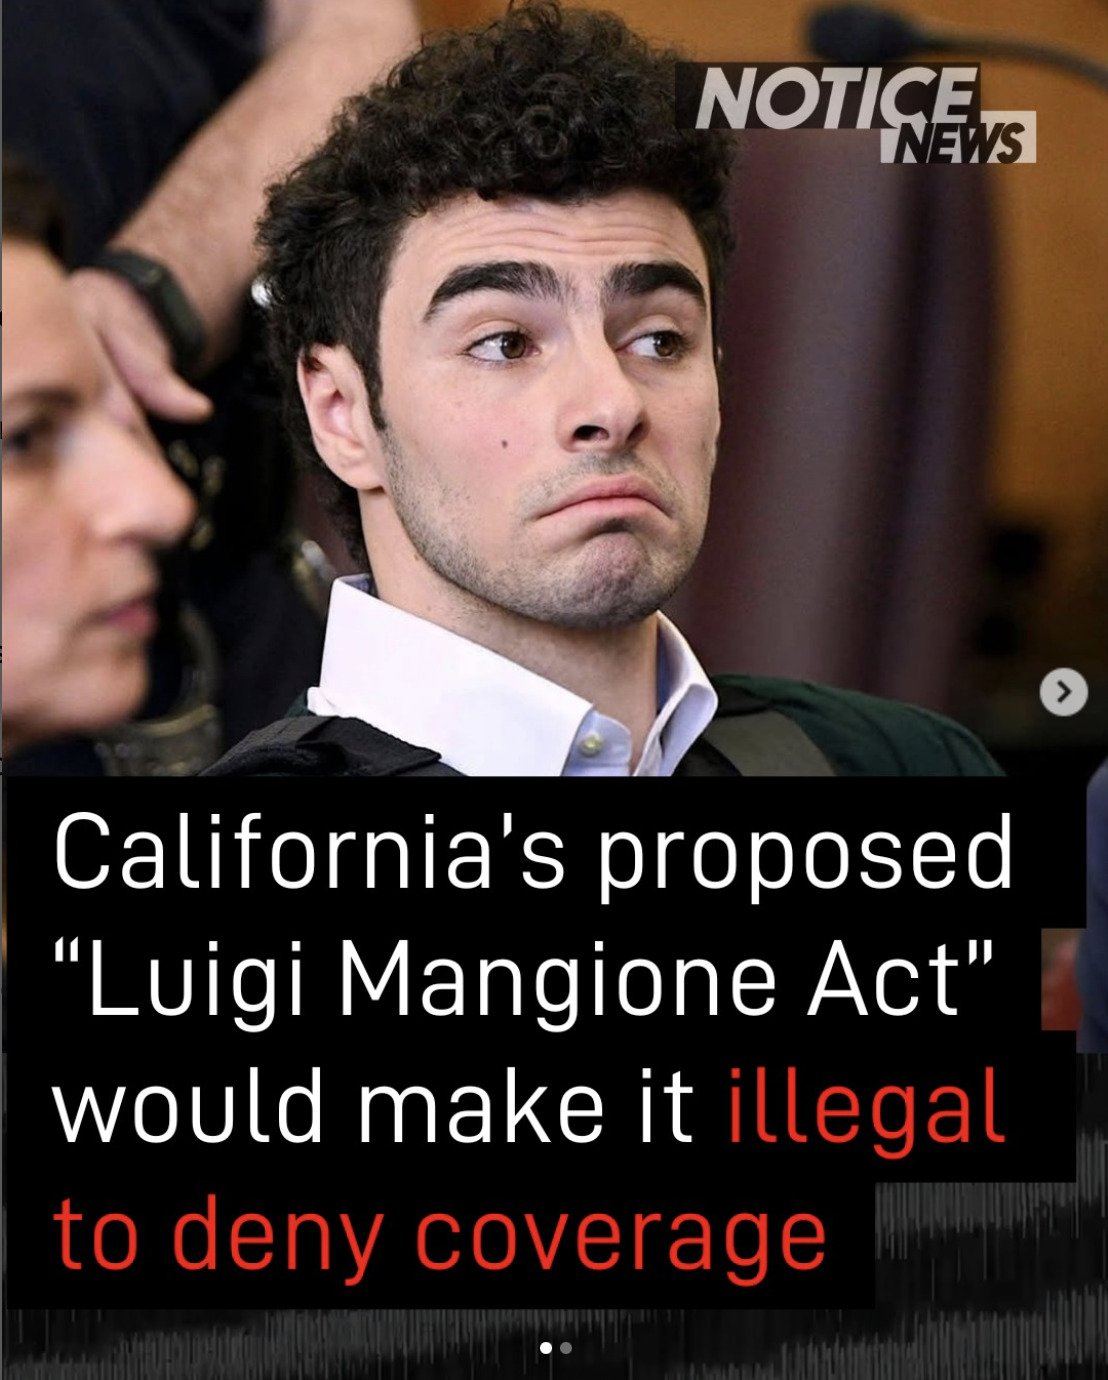 NOTICE
NEWS
California’s proposed
“Luigi Mangione Act”
would make it illegal
to deny coverage